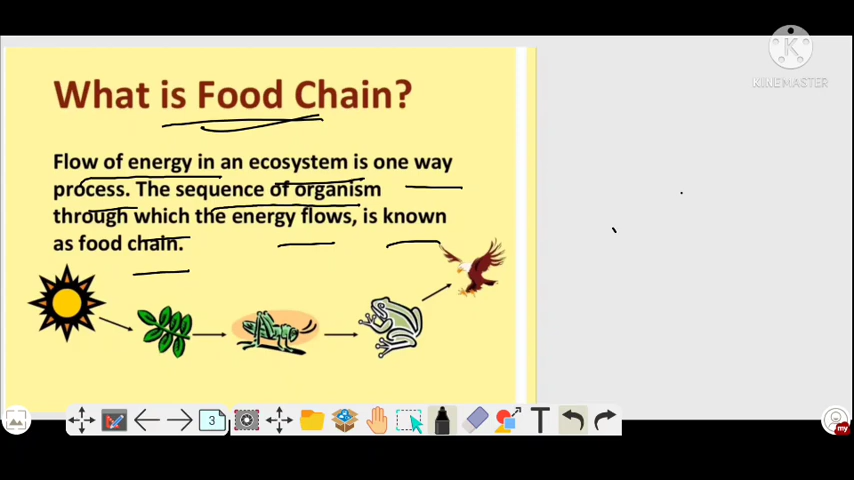 What is Food Chain?
K
KINEMASTER
Flow of energy in an ecosystem is one way
process. The sequence of organism
through which the energy flows, is known
as food chain.
3
T
my